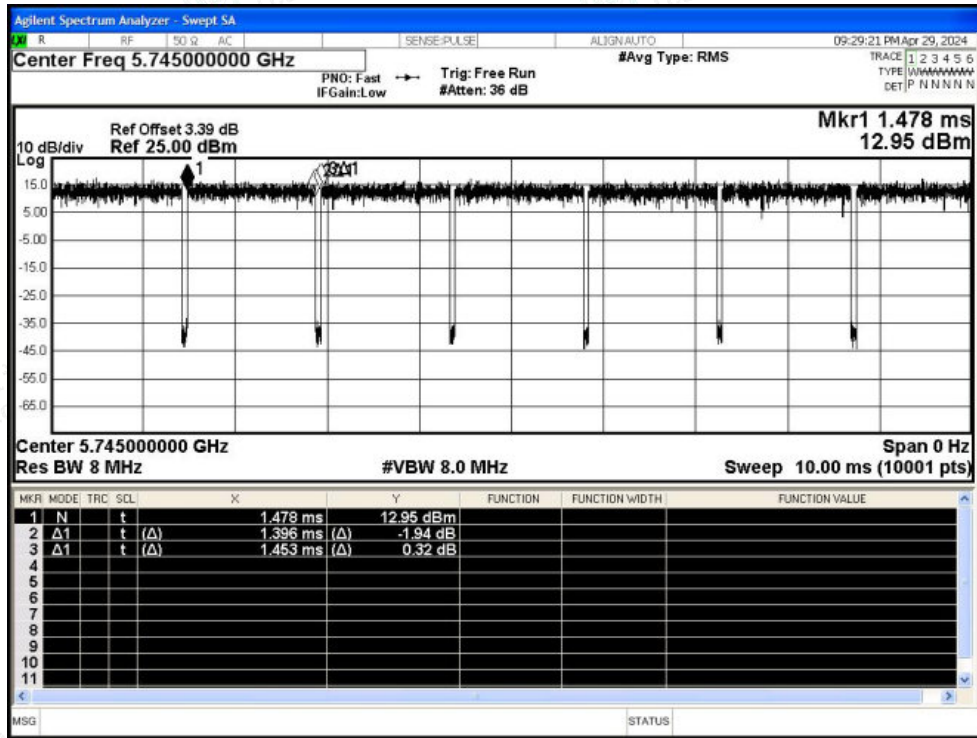 Agilent Spectrum Analyzer - Swept SA
LXI R RF 50 Ω AC SENSE:PULSE ALIGNAUTO 09:29:21 PM Apr 29, 2024
Center Freq 5.745000000 GHz #Avg Type: RMS TRACE 1 2 3 4 5 6
PNO: Fast Trig: Free Run TYPE
IFGain:Low #Atten: 36 dB DET P N N N N N
Mkr1 1.478 ms
Ref Offset 3.39 dB
10 dB/div Ref 25.00 dBm 12.95 dBm
Log
1
15.0
5.00
-5.00
-15.0
-25.0
-35.0
-45.0
-55.0
-65.0
Center 5.745000000 GHz Span 0 Hz
Res BW 8 MHz #VBW 8.0 MHz Sweep 10.00 ms (10001 pts)
MKR MODE TRC SCL X Y FUNCTION FUNCTION WIDTH FUNCTION VALUE
1 N t 1.478 ms 12.95 dBm
2 Δ1 t (Δ) 1.396 ms (Δ) -1.94 dB
3 Δ1 t (Δ) 1.453 ms (Δ) 0.32 dB
4
5
6
7
8
9
10
11
MSG STATUS